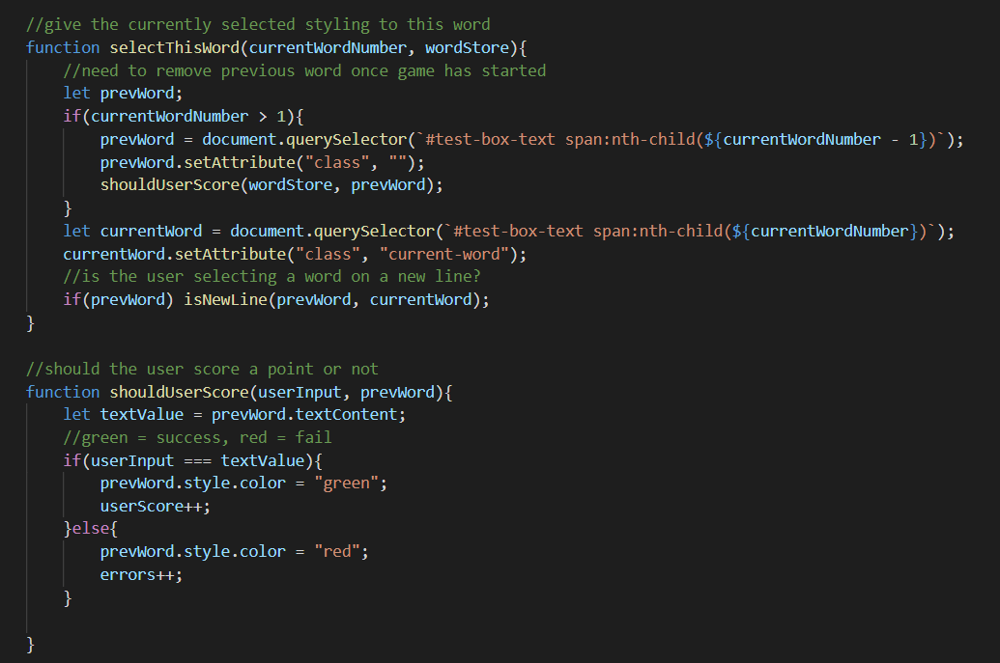 //give the currently selected styling to this word
function selectThisWord(currentWordNumber, wordStore){
    //need to remove previous word once game has started
    let prevWord;
    if(currentWordNumber > 1){
        prevWord = document.querySelector(`#test-box-text span:nth-child(${currentWordNumber - 1})`);
        prevWord.setAttribute("class", "");
        shouldUserScore(wordStore, prevWord);
    }
    let currentWord = document.querySelector(`#test-box-text span:nth-child(${currentWordNumber})`);
    currentWord.setAttribute("class", "current-word");
    //is the user selecting a word on a new line?
    if(prevWord) isNewLine(prevWord, currentWord);
}

//should the user score a point or not
function shouldUserScore(userInput, prevWord){
    let textValue = prevWord.textContent;
    //green = success, red = fail
    if(userInput === textValue){
        prevWord.style.color = "green";
        userScore++;
    }else{
        prevWord.style.color = "red";
        errors++;
    }

}